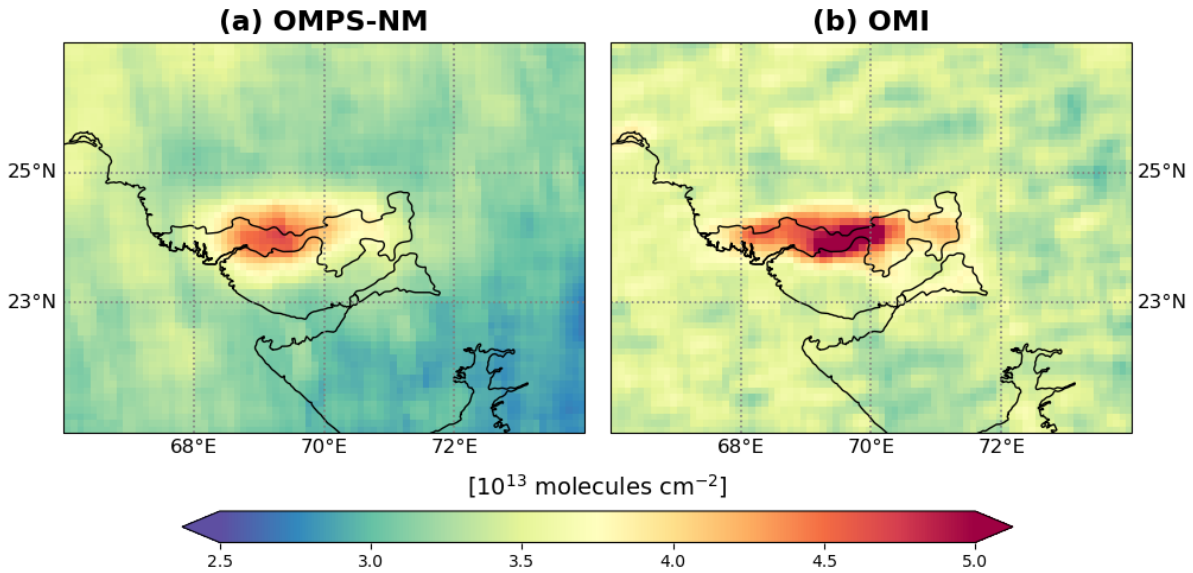 (a) OMPS-NM
(b) OMI
25°N
25°N
23°N
23°N
68°E
70°E
72°E
68°E
70°E
72°E
[10¹³ molecules cm⁻²]
2.5
3.0
3.5
4.0
4.5
5.0